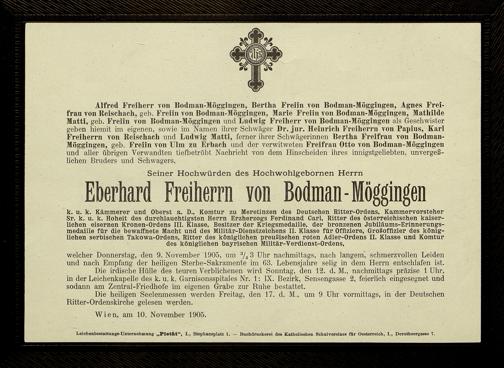 IHS
Alfred Freiherr von Bodman-Möggingen, Bertha Freiin von Bodman-Möggingen, Agnes Frei-
frau von Reischach, geb. Freiin von Bodman-Möggingen, Marie Freiin von Bodman-Möggingen, Mathilde
Matti, geb. Freiin von Bodman-Möggingen und Ludwig Freiherr von Bodman-Möggingen als Geschwister
geben hiemit im eigenen, sowie im Namen ihrer Schwäger Dr. jur. Heinrich Freiherrn von Papius, Karl
Freiherrn von Reischach und Ludwig Matti, ferner ihrer Schwägerinnen Bertha Freifrau von Bodman-
Möggingen, geb. Freiin von Ulm zu Erbach und der verwitweten Freifrau Otto von Bodman-Möggingen
und aller übrigen Verwandten tiefbetrübt Nachricht von dem Hinscheiden ihres innigstgeliebten, unvergeß-
lichen Bruders und Schwagers,
Seiner Hochwürden des Hochwohlgebornen Herrn
Eberhard Freiherrn von Bodman-Möggingen
k. u. k. Kämmerer und Oberst a. D., Komtur zu Meretinzen des Deutschen Ritter-Ordens, Kammervorsteher
Sr. k. u. k. Hoheit des durchlauchtigsten Herrn Erzherzogs Ferdinand Carl, Ritter des österreichischen kaiser-
lichen eisernen Kronen-Ordens III. Klasse, Besitzer der Kriegsmedaille, der bronzenen Jubiläums-Erinnerungs-
medaille für die bewaffnete Macht und des Militär-Dienstzeichens II. Klasse für Offiziere, Großoffizier des könig-
lichen serbischen Takowa-Ordens, Ritter des königlichen preußischen roten Adler-Ordens II. Klasse und Komtur
des königlichen bayrischen Militär-Verdienst-Ordens,
welcher Donnerstag, den 9. November 1905, um ³/₄3 Uhr nachmittags, nach langem, schmerzvollen Leiden
und nach Empfang der heiligen Sterbe-Sakramente im 63. Lebensjahre selig in dem Herrn entschlafen ist.
Die irdische Hülle des teuren Verblichenen wird Sonntag, den 12. d. M., nachmittags präzise 1 Uhr,
in der Leichenkapelle des k. u. k. Garnisonsspitales Nr. 1: IX. Bezirk, Sensengasse 2, feierlich eingesegnet und
sodann am Zentral-Friedhofe im eigenen Grabe zur Ruhe bestattet.
Die heiligen Seelenmessen werden Freitag, den 17. d. M., um 9 Uhr vormittags, in der Deutschen
Ritter-Ordenskirche gelesen werden.
Wien, am 10. November 1905.
Leichenbestattungs-Unternehmung „Pietät", I., Stephansplatz 1. — Buchdruckerei des Katholischen Schulvereines für Oesterreich, I., Dorotheergasse 7.